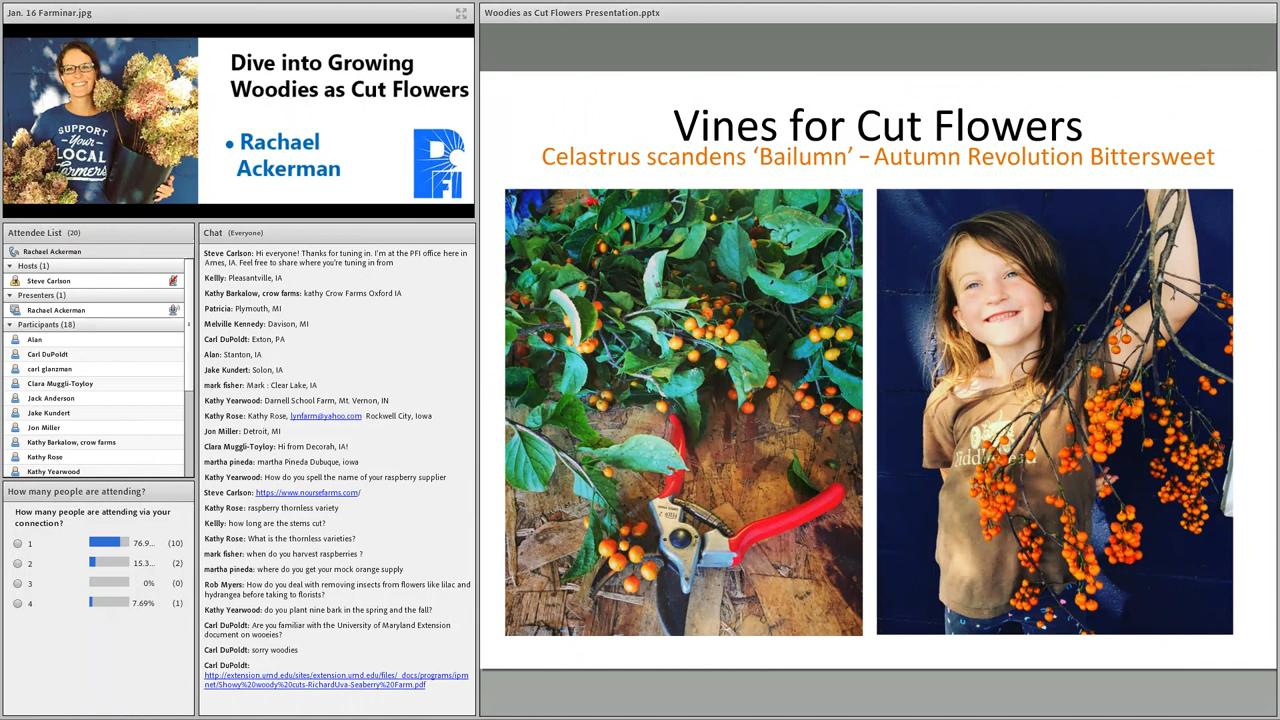 Jan. 16 Farminar.jpg
Dive into Growing
Woodies as Cut Flowers
• Rachael
Ackerman
SUPPORT
Your
LOCAL
Farmers
PFI
Attendee List (20)
Rachael Ackerman
Hosts (1)
Steve Carlson
Presenters (1)
Rachael Ackerman
Participants (18)
Alan
Carl DuPoldt
carl glanzman
Clara Muggli-Toyloy
Jack Anderson
Jake Kundert
Jon Miller
Kathy Barkalow, crow farms
Kathy Rose
Kathy Yearwood
How many people are attending?
How many people are attending via your
connection?
1 76.9... (10)
2 15.3... (2)
3 0% (0)
4 7.69% (1)
Chat (Everyone)
Steve Carlson: Hi everyone! Thanks for tuning in. I'm at the PFI office here in
Ames, IA. Feel free to share where you're tuning in from
Kellly: Pleasantville, IA
Kathy Barkalow, crow farms: kathy Crow Farms Oxford IA
Patricia: Plymouth, MI
Melville Kennedy: Davison, MI
Carl DuPoldt: Exton, PA
Alan: Stanton, IA
Jake Kundert: Solon, IA
mark fisher: Mark : Clear Lake, IA
Kathy Yearwood: Darnell School Farm, Mt. Vernon, IN
Kathy Rose: Kathy Rose, lynfarm@yahoo.com Rockwell City, Iowa
Jon Miller: Detroit, MI
Clara Muggli-Toyloy: Hi from Decorah, IA!
martha pineda: martha Pineda Dubuque, iowa
Kathy Yearwood: How do you spell the name of your raspberry supplier
Steve Carlson: https://www.noursefarms.com/
Kathy Rose: raspberry thornless variety
Kellly: how long are the stems cut?
Kathy Rose: What is the thornless varieties?
mark fisher: when do you harvest raspberries ?
martha pineda: where do you get your mock orange supply
Rob Myers: How do you deal with removing insects from flowers like lilac and
hydrangea before taking to florists?
Kathy Yearwood: do you plant nine bark in the spring and the fall?
Carl DuPoldt: Are you familiar with the University of Maryland Extension
document on wooeies?
Carl DuPoldt: sorry woodies
Carl DuPoldt:
http://extension.umd.edu/sites/extension.umd.edu/files/_docs/programs/ipm
net/Showy%20woody%20cuts-RichardUva-Seaberry%20Farm.pdf
Woodies as Cut Flowers Presentation.pptx
Vines for Cut Flowers
Celastrus scandens ‘Bailumn’ – Autumn Revolution Bittersweet